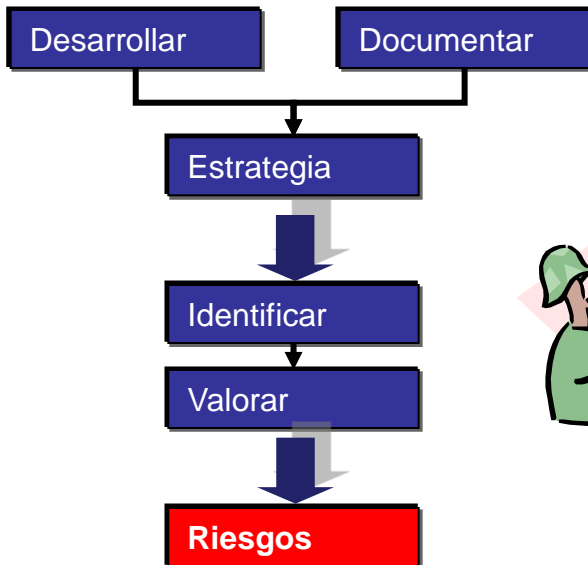 Desarrollar
Documentar
Estrategia
Identificar
Valorar
Riesgos